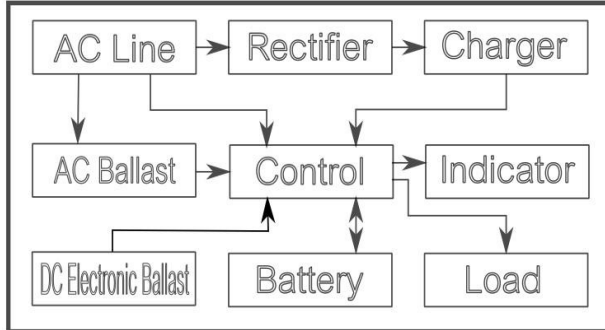 AC Line
Rectifier
Charger
AC Ballast
Control
Indicator
DC Electronic Ballast
Battery
Load